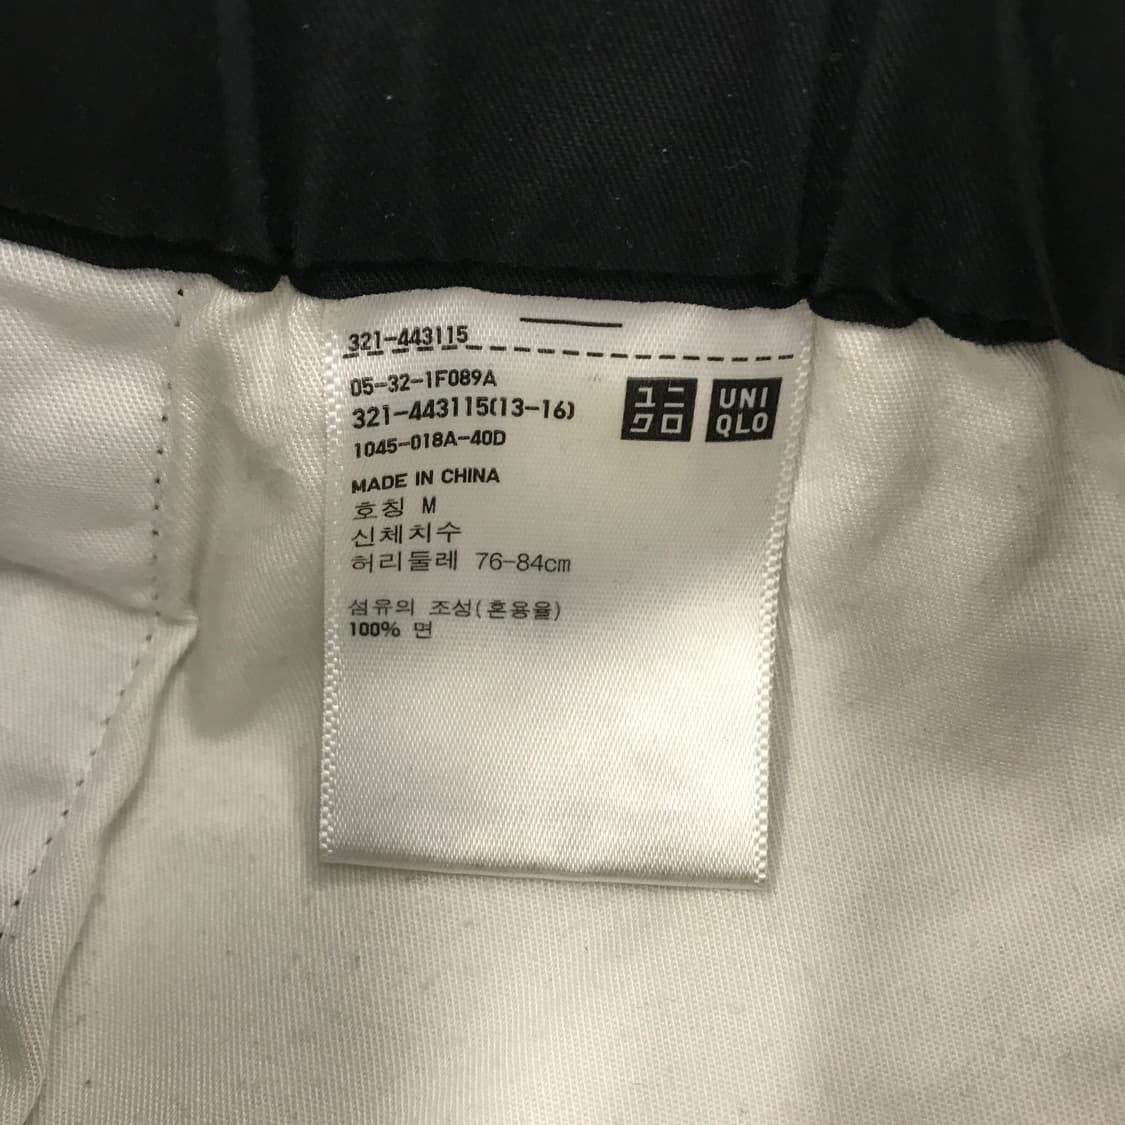 321-443115
05-32-1F089A
321-443115(13-16)
1045-018A-40D
ユニ
クロ
UNI
QLO
MADE IN CHINA
호칭 M
신체치수
허리둘레 76-84cm
섬유의 조성(혼용율)
100% 면